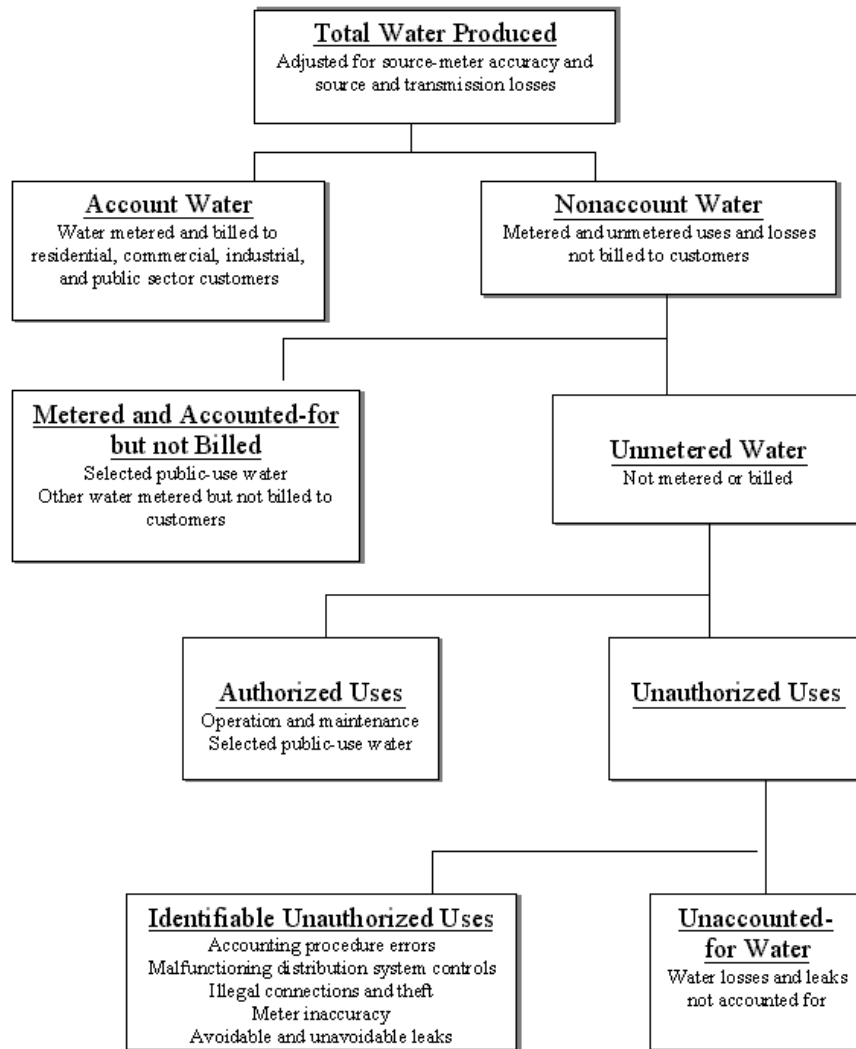 Total Water Produced
Adjusted for source-meter accuracy and
source and transmission losses
Account Water
Water metered and billed to
residential, commercial, industrial,
and public sector customers
Nonaccount Water
Metered and unmetered uses and losses
not billed to customers
Metered and Accounted-for
but not Billed
Selected public-use water
Other water metered but not billed to
customers
Unmetered Water
Not metered or billed
Authorized Uses
Operation and maintenance
Selected public-use water
Unauthorized Uses
Identifiable Unauthorized Uses
Accounting procedure errors
Malfunctioning distribution system controls
Illegal connections and theft
Meter inaccuracy
Avoidable and unavoidable leaks
Unaccounted-
for Water
Water losses and leaks
not accounted for